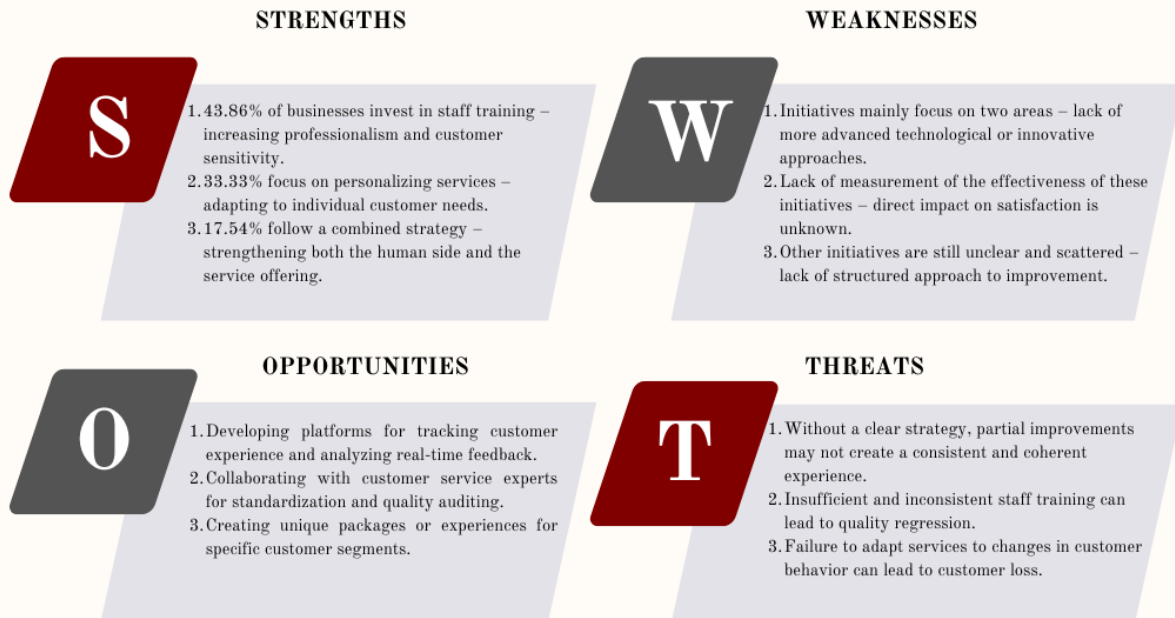 STRENGTHS
S
1. 43.86% of businesses invest in staff training –
increasing professionalism and customer
sensitivity.
2. 33.33% focus on personalizing services –
adapting to individual customer needs.
3. 17.54% follow a combined strategy –
strengthening both the human side and the
service offering.
WEAKNESSES
W
1. Initiatives mainly focus on two areas – lack of
more advanced technological or innovative
approaches.
2. Lack of measurement of the effectiveness of these
initiatives – direct impact on satisfaction is
unknown.
3. Other initiatives are still unclear and scattered –
lack of structured approach to improvement.
OPPORTUNITIES
O
1. Developing platforms for tracking customer
experience and analyzing real-time feedback.
2. Collaborating with customer service experts
for standardization and quality auditing.
3. Creating unique packages or experiences for
specific customer segments.
THREATS
T
1. Without a clear strategy, partial improvements
may not create a consistent and coherent
experience.
2. Insufficient and inconsistent staff training can
lead to quality regression.
3. Failure to adapt services to changes in customer
behavior can lead to customer loss.